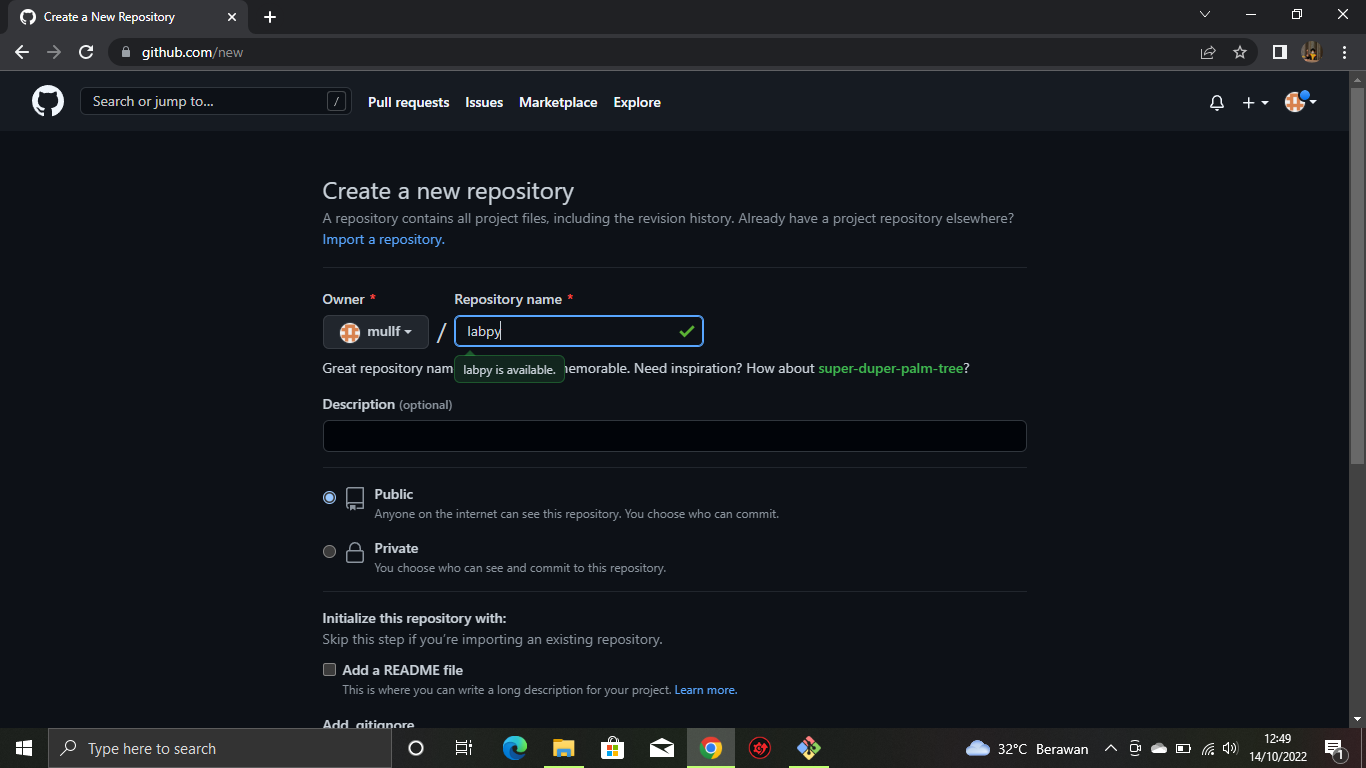 Create a New Repository
github.com/new
Search or jump to...
/
Pull requests
Issues
Marketplace
Explore
Create a new repository
A repository contains all project files, including the revision history. Already have a project repository elsewhere?
Import a repository.
Owner *
Repository name *
mullf
/
labpy
Great repository nam
labpy is available.
emorable. Need inspiration? How about super-duper-palm-tree?
Description (optional)
Public
Anyone on the internet can see this repository. You choose who can commit.
Private
You choose who can see and commit to this repository.
Initialize this repository with:
Skip this step if you're importing an existing repository.
Add a README file
This is where you can write a long description for your project. Learn more.
Add .gitignore
Type here to search
32°C Berawan
12:49
14/10/2022
1